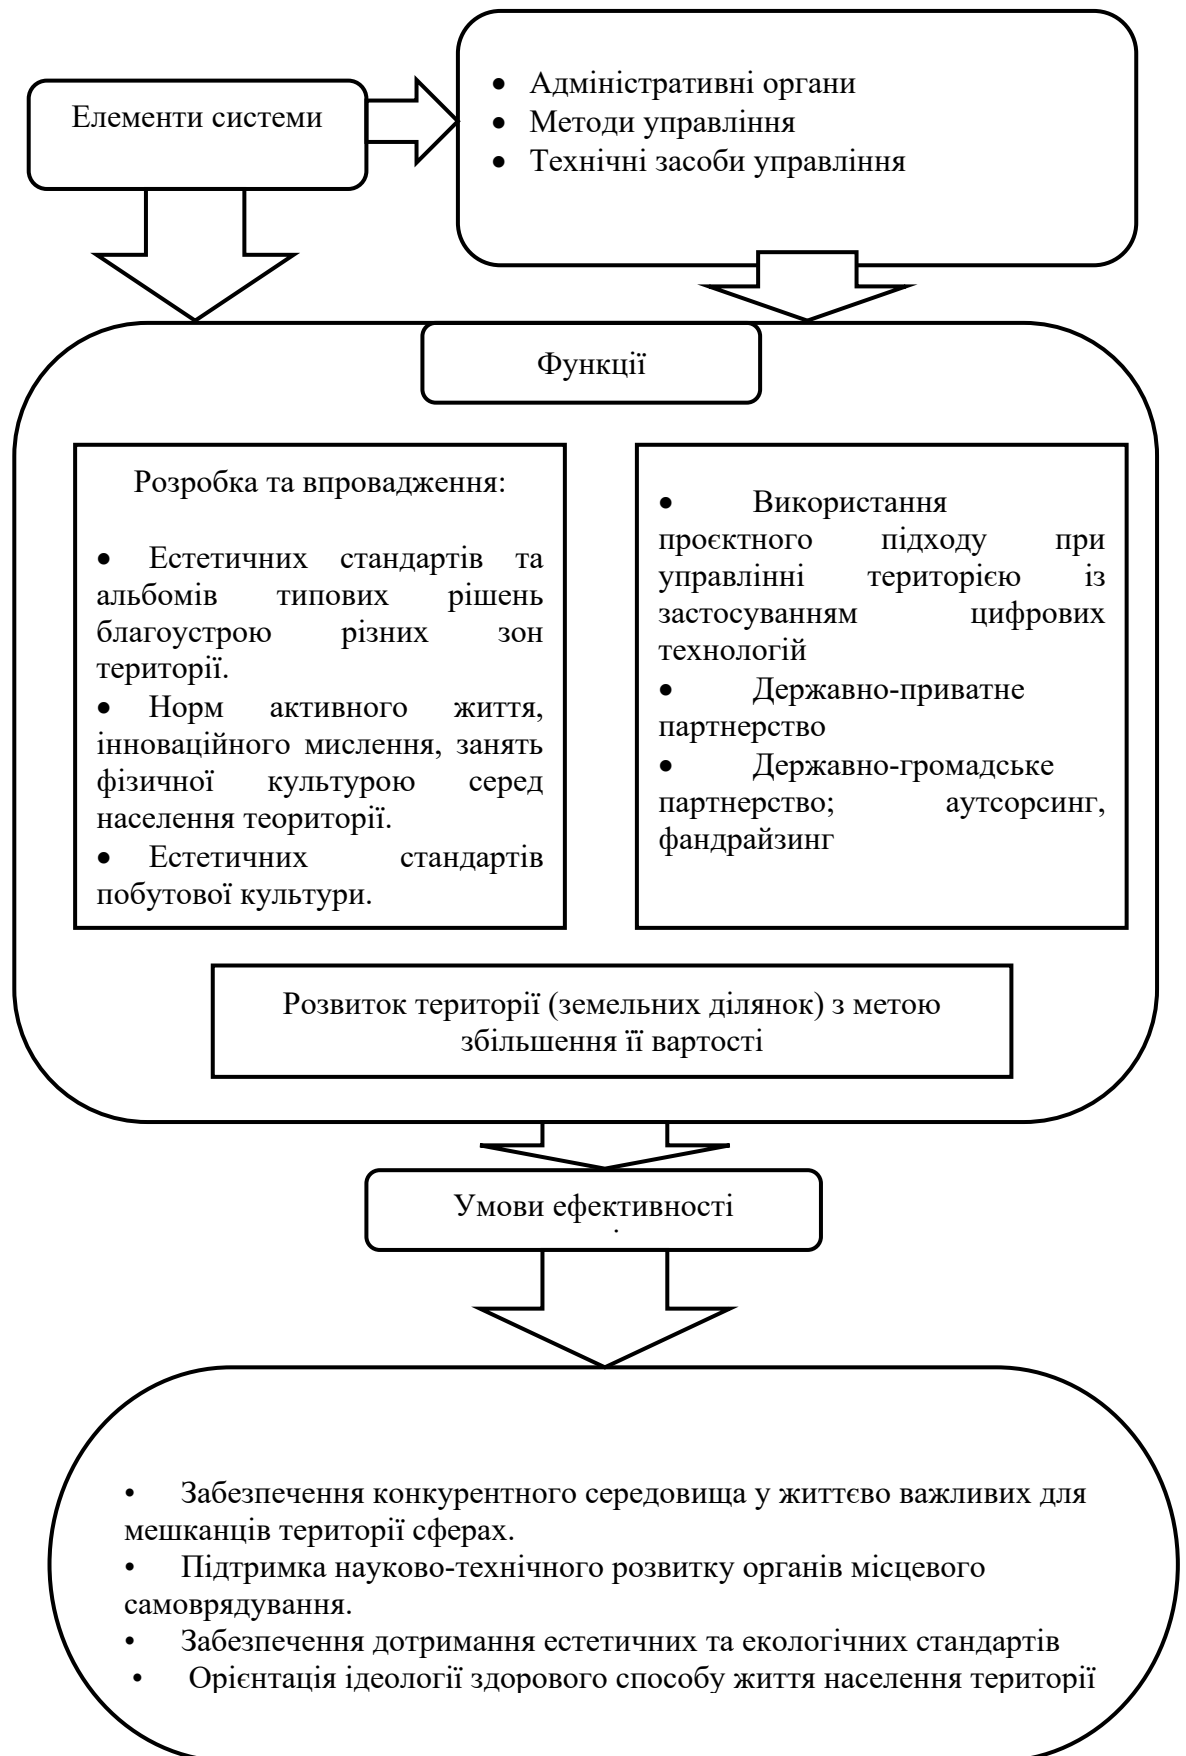 Елементи системи
• Адміністративні органи
• Методи управління
• Технічні засоби управління
Функції
Розробка та впровадження:
• Естетичних стандартів та
альбомів типових рішень
благоустрою різних зон
території.
• Норм активного життя,
інноваційного мислення, занять
фізичної культурою серед
населення теориторії.
• Естетичних стандартів
побутової культури.
• Використання
проєктного підходу при
управлінні територією із
застосуванням цифрових
технологій
• Державно-приватне
партнерство
• Державно-громадське
партнерство; аутсорсинг,
фандрайзинг
Розвиток території (земельних ділянок) з метою
збільшення її вартості
Умови ефективності
• Забезпечення конкурентного середовища у життєво важливих для
мешканців території сферах.
• Підтримка науково-технічного розвитку органів місцевого
самоврядування.
• Забезпечення дотримання естетичних та екологічних стандартів
• Орієнтація ідеології здорового способу життя населення території